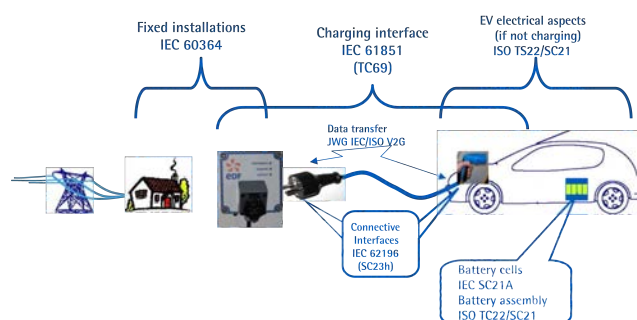 Fixed installations
IEC 60364
Charging interface
IEC 61851
(TC69)
EV electrical aspects
(if not charging)
ISO TS22/SC21
Data transfer
JWG IEC/ISO V2G
edf
Connective
Interfaces
IEC 62196
(SC23h)
Battery cells
IEC SC21A
Battery assembly
ISO TC22/SC21